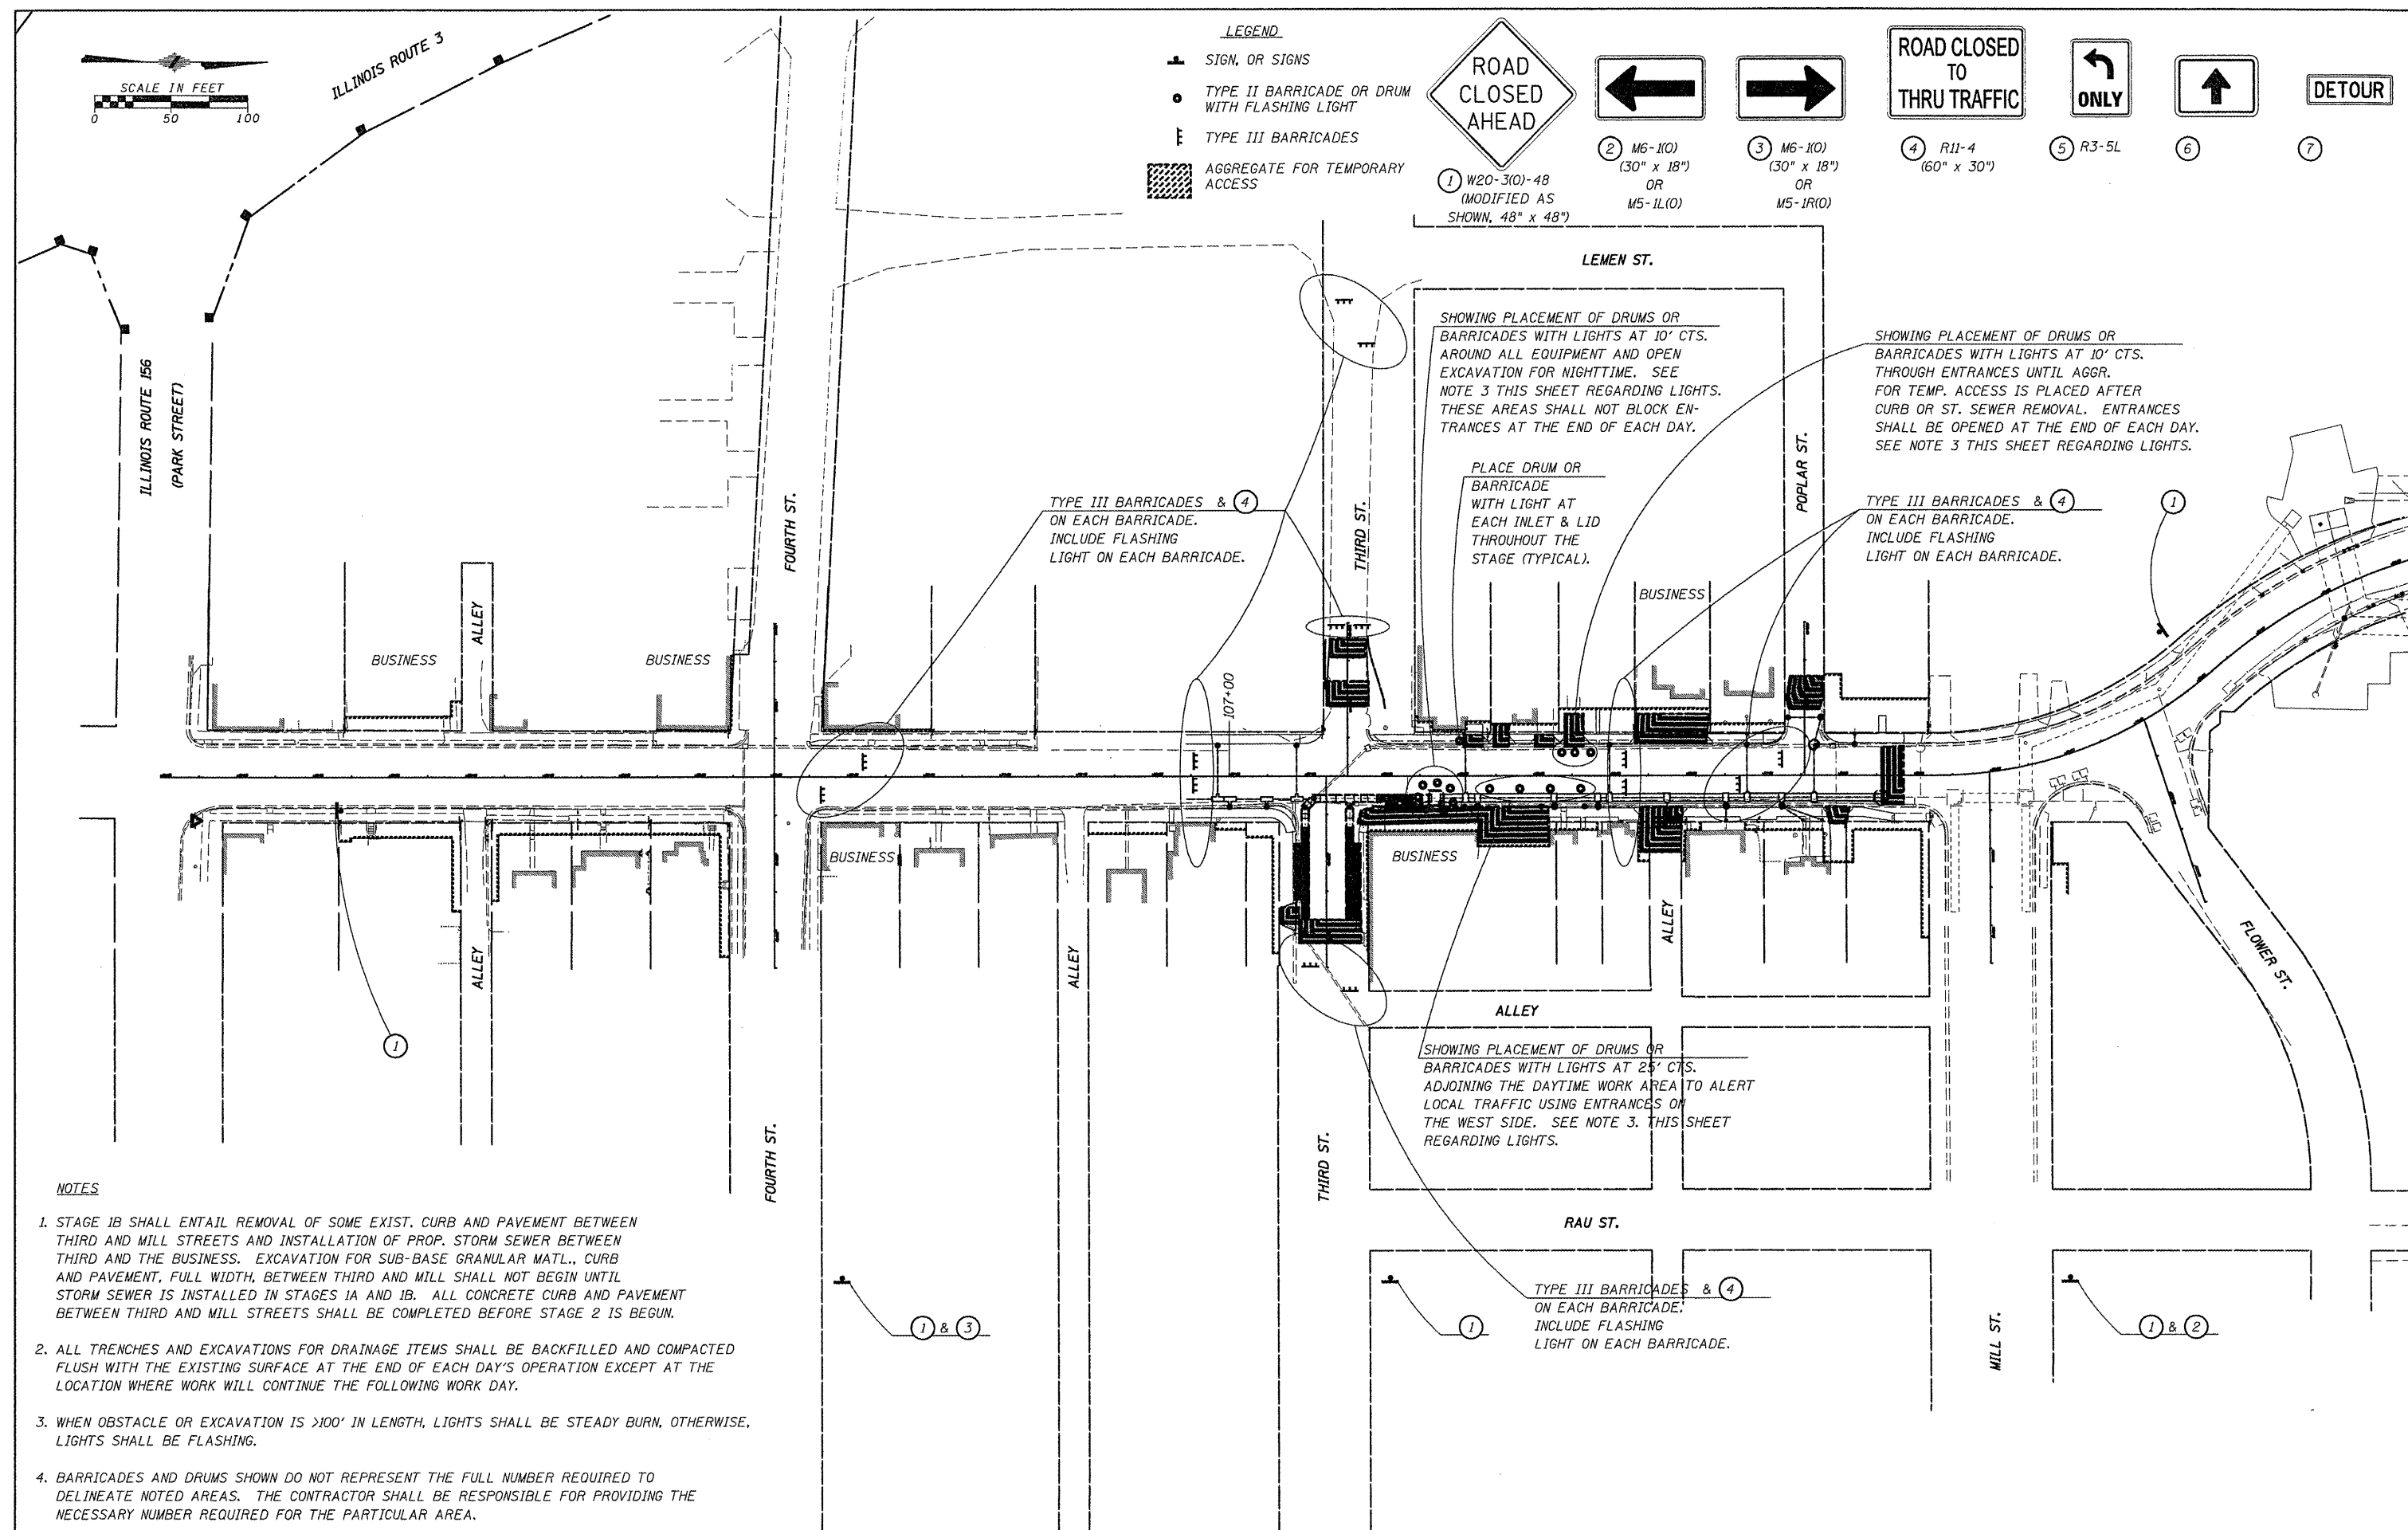 LEGEND
SIGN, OR SIGNS
TYPE II BARRICADE OR DRUM
WITH FLASHING LIGHT
TYPE III BARRICADES
AGGREGATE FOR TEMPORARY
ACCESS
ROAD
CLOSED
AHEAD
1 W20-3(O)-48
(MODIFIED AS
SHOWN, 48" x 48")
2 M6-1(O)
(30" x 18")
OR
M5-1L(O)
3 M6-1(O)
(30" x 18")
OR
M5-1R(O)
ROAD CLOSED
TO
THRU TRAFFIC
4 R11-4
(60" x 30")
ONLY
5 R3-5L
6
DETOUR
7
SCALE IN FEET
0 50 100
ILLINOIS ROUTE 3
ILLINOIS ROUTE 156
(PARK STREET)
FOURTH ST.
THIRD ST.
LEMEN ST.
POPLAR ST.
SHOWING PLACEMENT OF DRUMS OR
BARRICADES WITH LIGHTS AT 10' CTS.
AROUND ALL EQUIPMENT AND OPEN
EXCAVATION FOR NIGHTTIME. SEE
NOTE 3 THIS SHEET REGARDING LIGHTS.
THESE AREAS SHALL NOT BLOCK EN-
TRANCES AT THE END OF EACH DAY.
SHOWING PLACEMENT OF DRUMS OR
BARRICADES WITH LIGHTS AT 10' CTS.
THROUGH ENTRANCES UNTIL AGGR.
FOR TEMP. ACCESS IS PLACED AFTER
CURB OR ST. SEWER REMOVAL. ENTRANCES
SHALL BE OPENED AT THE END OF EACH DAY.
SEE NOTE 3 THIS SHEET REGARDING LIGHTS.
PLACE DRUM OR
BARRICADE
WITH LIGHT AT
EACH INLET & LID
THROUHOUT THE
STAGE (TYPICAL).
TYPE III BARRICADES & 4
ON EACH BARRICADE.
INCLUDE FLASHING
LIGHT ON EACH BARRICADE.
TYPE III BARRICADES & 4
ON EACH BARRICADE.
INCLUDE FLASHING
LIGHT ON EACH BARRICADE.
1
ALLEY
BUSINESS
BUSINESS
BUSINESS
107+00
BUSINESS
BUSINESS
ALLEY
ALLEY
ALLEY
ALLEY
FLOWER ST.
1
SHOWING PLACEMENT OF DRUMS OR
BARRICADES WITH LIGHTS AT 25' CTS.
ADJOINING THE DAYTIME WORK AREA TO ALERT
LOCAL TRAFFIC USING ENTRANCES ON
THE WEST SIDE. SEE NOTE 3. THIS SHEET
REGARDING LIGHTS.
FOURTH ST.
THIRD ST.
RAU ST.
MILL ST.
TYPE III BARRICADES & 4
ON EACH BARRICADE.
INCLUDE FLASHING
LIGHT ON EACH BARRICADE.
1 & 3
1
1 & 2
NOTES
1. STAGE 1B SHALL ENTAIL REMOVAL OF SOME EXIST. CURB AND PAVEMENT BETWEEN
THIRD AND MILL STREETS AND INSTALLATION OF PROP. STORM SEWER BETWEEN
THIRD AND THE BUSINESS. EXCAVATION FOR SUB-BASE GRANULAR MATL., CURB
AND PAVEMENT, FULL WIDTH, BETWEEN THIRD AND MILL SHALL NOT BEGIN UNTIL
STORM SEWER IS INSTALLED IN STAGES 1A AND 1B. ALL CONCRETE CURB AND PAVEMENT
BETWEEN THIRD AND MILL STREETS SHALL BE COMPLETED BEFORE STAGE 2 IS BEGUN.
2. ALL TRENCHES AND EXCAVATIONS FOR DRAINAGE ITEMS SHALL BE BACKFILLED AND COMPACTED
FLUSH WITH THE EXISTING SURFACE AT THE END OF EACH DAY'S OPERATION EXCEPT AT THE
LOCATION WHERE WORK WILL CONTINUE THE FOLLOWING WORK DAY.
3. WHEN OBSTACLE OR EXCAVATION IS >100' IN LENGTH, LIGHTS SHALL BE STEADY BURN, OTHERWISE,
LIGHTS SHALL BE FLASHING.
4. BARRICADES AND DRUMS SHOWN DO NOT REPRESENT THE FULL NUMBER REQUIRED TO
DELINEATE NOTED AREAS. THE CONTRACTOR SHALL BE RESPONSIBLE FOR PROVIDING THE
NECESSARY NUMBER REQUIRED FOR THE PARTICULAR AREA.